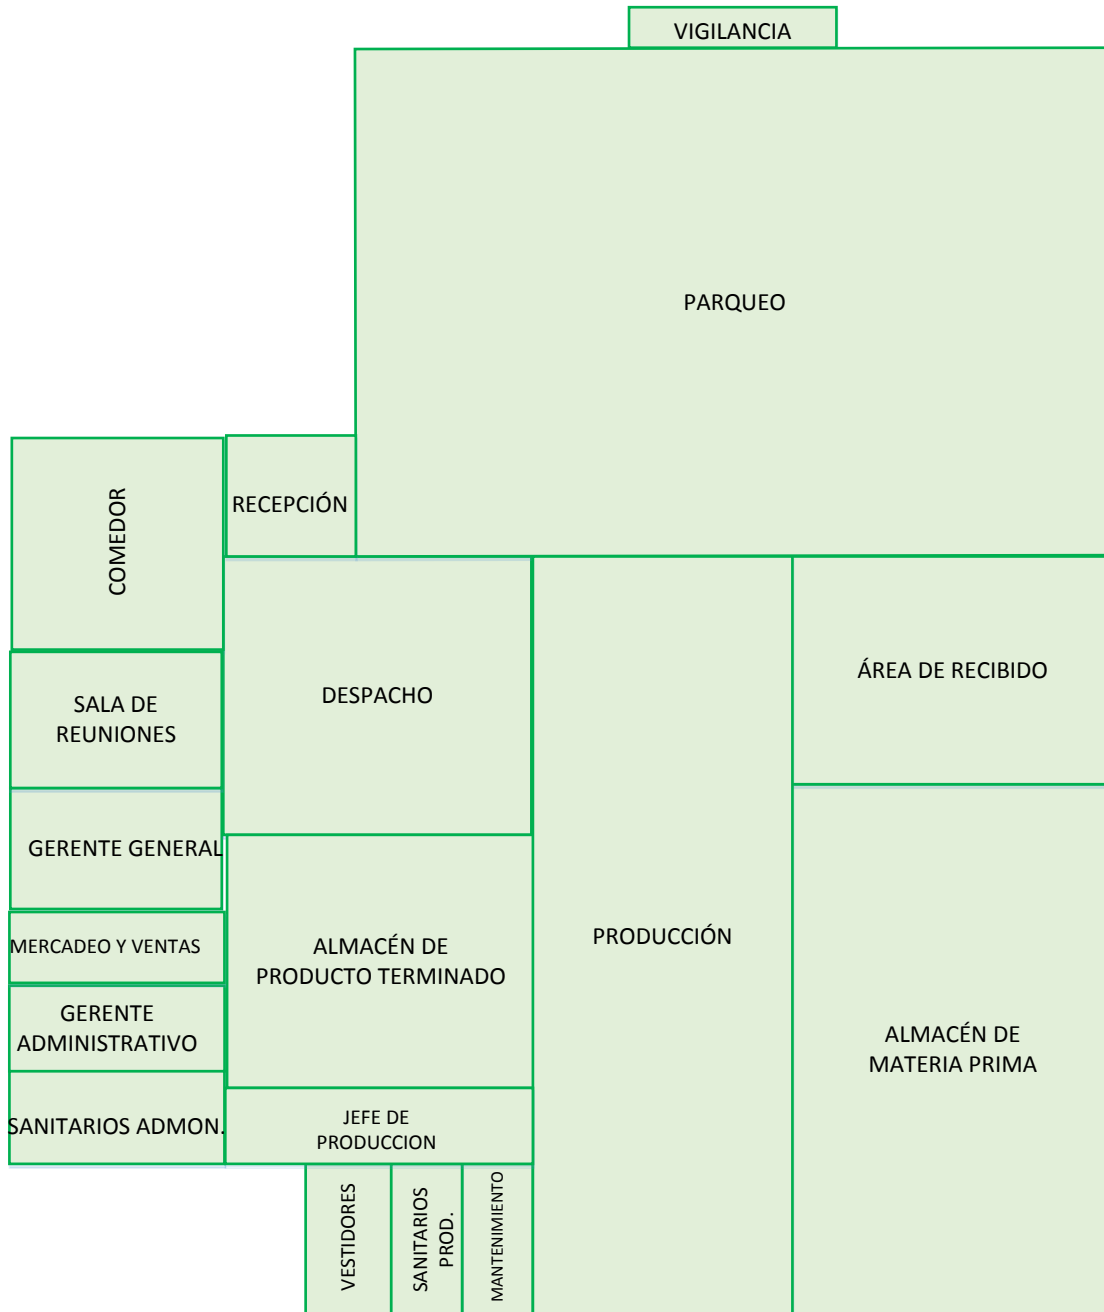 VIGILANCIA
PARQUEO
COMEDOR
RECEPCIÓN
SALA DE
REUNIONES
DESPACHO
ÁREA DE RECIBIDO
GERENTE GENERAL
MERCADEO Y VENTAS
ALMACÉN DE
PRODUCTO TERMINADO
PRODUCCIÓN
GERENTE
ADMINISTRATIVO
ALMACÉN DE
MATERIA PRIMA
SANITARIOS ADMON.
JEFE DE
PRODUCCION
VESTIDORES
SANITARIOS
PROD.
MANTENIMIENTO